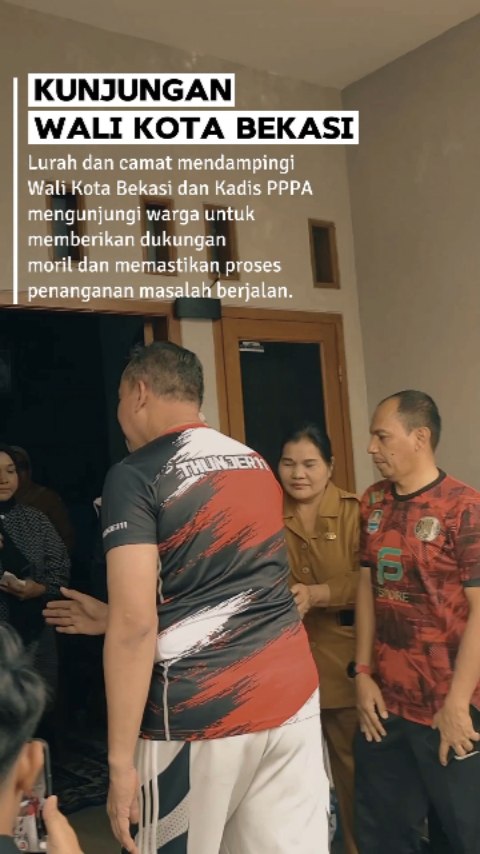 KUNJUNGAN
WALI KOTA BEKASI
Lurah dan camat mendampingi
Wali Kota Bekasi dan Kadis PPPA
mengunjungi warga untuk
memberikan dukungan
moril dan memastikan proses
penanganan masalah berjalan.